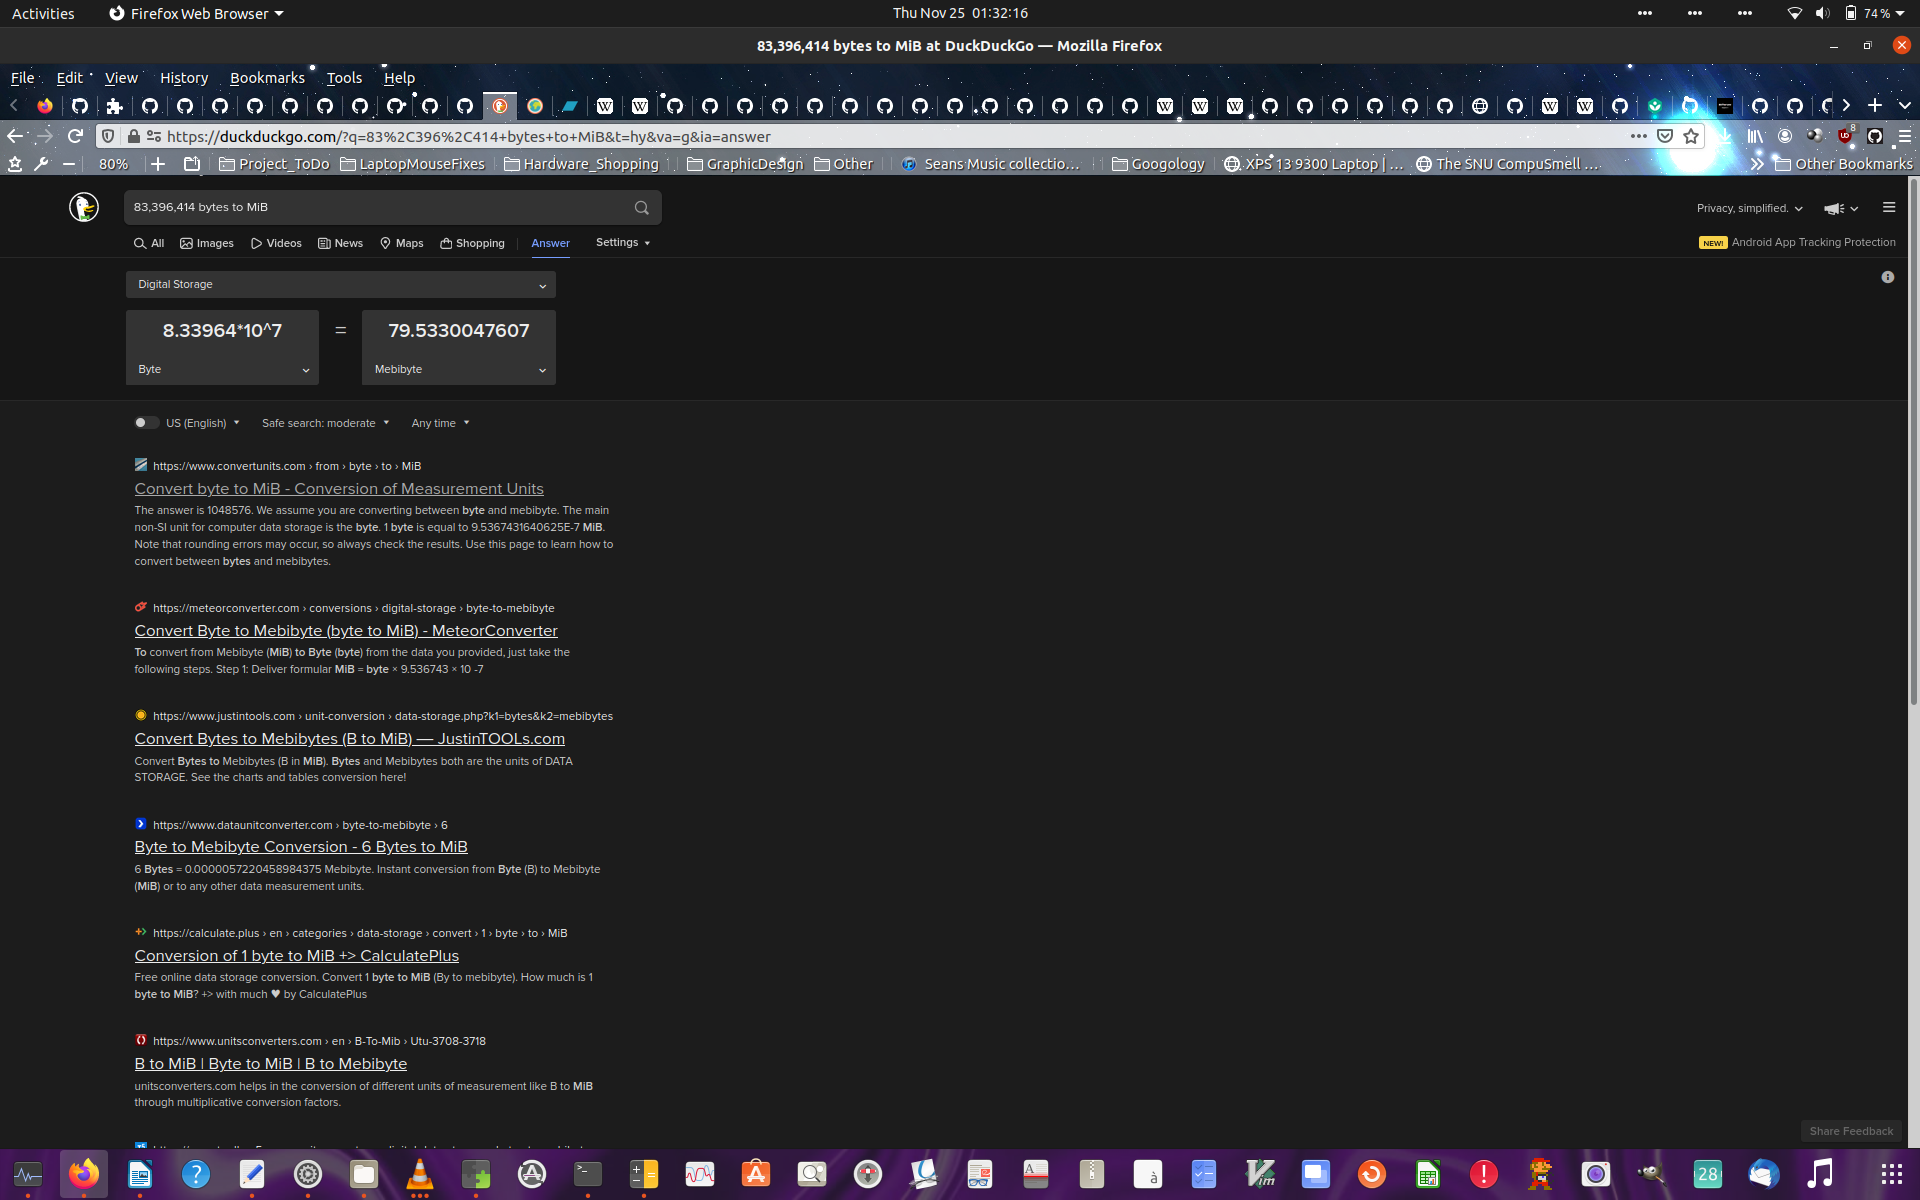 Activities Firefox Web Browser Thu Nov 25 01:32:16 74%
83,396,414 bytes to MiB at DuckDuckGo — Mozilla Firefox
File Edit View History Bookmarks Tools Help
https://duckduckgo.com/?q=83%2C396%2C414+bytes+to+MiB&t=hy&va=g&ia=answer 8
80% Project_ToDo LaptopMouseFixes Hardware_Shopping GraphicDesign Other Seans Music collectio… Googology XPS 13 9300 Laptop | … The SNU CompuSmell … Other Bookmarks
83,396,414 bytes to MiB Privacy, simplified.
All Images Videos News Maps Shopping Answer Settings NEW! Android App Tracking Protection
Digital Storage
8.33964*10^7 = 79.5330047607
Byte Mebibyte
US (English) Safe search: moderate Any time
https://www.convertunits.com › from › byte › to › MiB
Convert byte to MiB - Conversion of Measurement Units
The answer is 1048576. We assume you are converting between byte and mebibyte. The main
non-SI unit for computer data storage is the byte. 1 byte is equal to 9.5367431640625E-7 MiB.
Note that rounding errors may occur, so always check the results. Use this page to learn how to
convert between bytes and mebibytes.
https://meteorconverter.com › conversions › digital-storage › byte-to-mebibyte
Convert Byte to Mebibyte (byte to MiB) - MeteorConverter
To convert from Mebibyte (MiB) to Byte (byte) from the data you provided, just take the
following steps. Step 1: Deliver formular MiB = byte × 9.536743 × 10 -7
https://www.justintools.com › unit-conversion › data-storage.php?k1=bytes&k2=mebibytes
Convert Bytes to Mebibytes (B to MiB) — JustinTOOLs.com
Convert Bytes to Mebibytes (B in MiB). Bytes and Mebibytes both are the units of DATA
STORAGE. See the charts and tables conversion here!
https://www.dataunitconverter.com › byte-to-mebibyte › 6
Byte to Mebibyte Conversion - 6 Bytes to MiB
6 Bytes = 0.0000057220458984375 Mebibyte. Instant conversion from Byte (B) to Mebibyte
(MiB) or to any other data measurement units.
https://calculate.plus › en › categories › data-storage › convert › 1 › byte › to › MiB
Conversion of 1 byte to MiB +> CalculatePlus
Free online data storage conversion. Convert 1 byte to MiB (By to mebibyte). How much is 1
byte to MiB? +> with much ♥ by CalculatePlus
https://www.unitsconverters.com › en › B-To-Mib › Utu-3708-3718
B to MiB | Byte to MiB | B to Mebibyte
unitsconverters.com helps in the conversion of different units of measurement like B to MiB
through multiplicative conversion factors.
Share Feedback
28